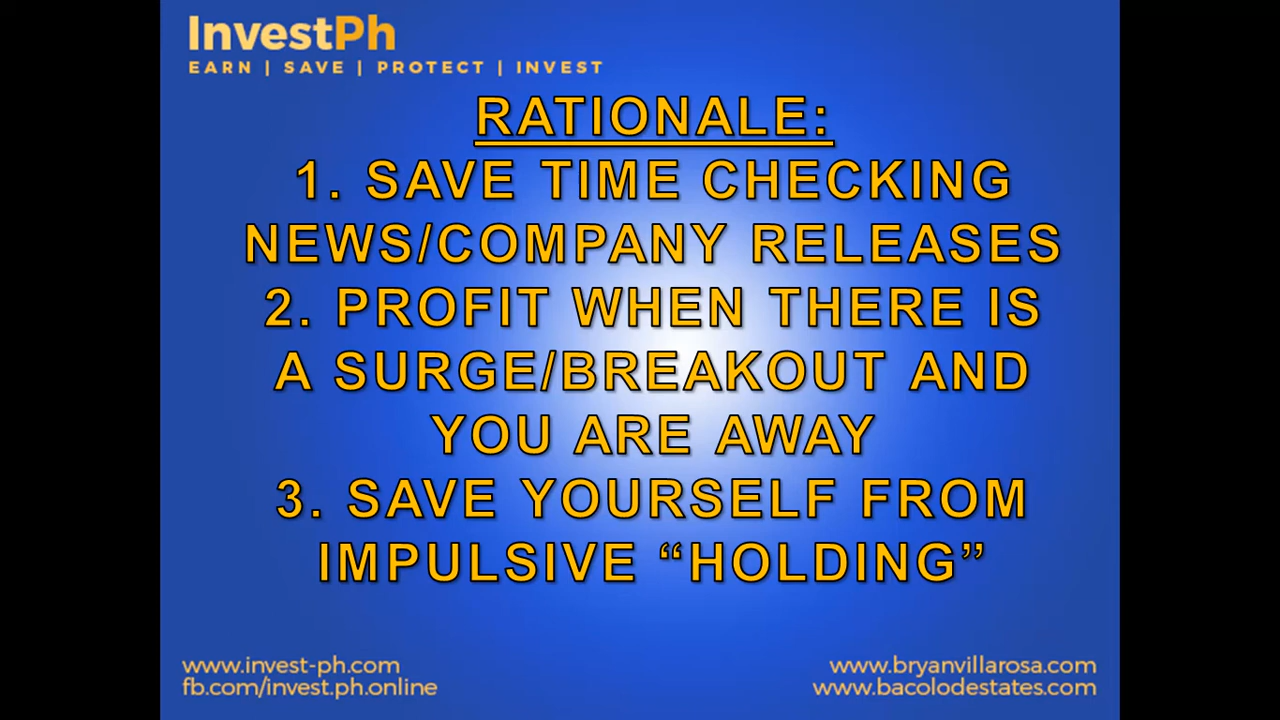 InvestPh
EARN | SAVE | PROTECT | INVEST
RATIONALE:
1. SAVE TIME CHECKING
NEWS/COMPANY RELEASES
2. PROFIT WHEN THERE IS
A SURGE/BREAKOUT AND
YOU ARE AWAY
3. SAVE YOURSELF FROM
IMPULSIVE “HOLDING”
www.invest-ph.com
fb.com/invest.ph.online
www.bryanvillarosa.com
www.bacolodestates.com